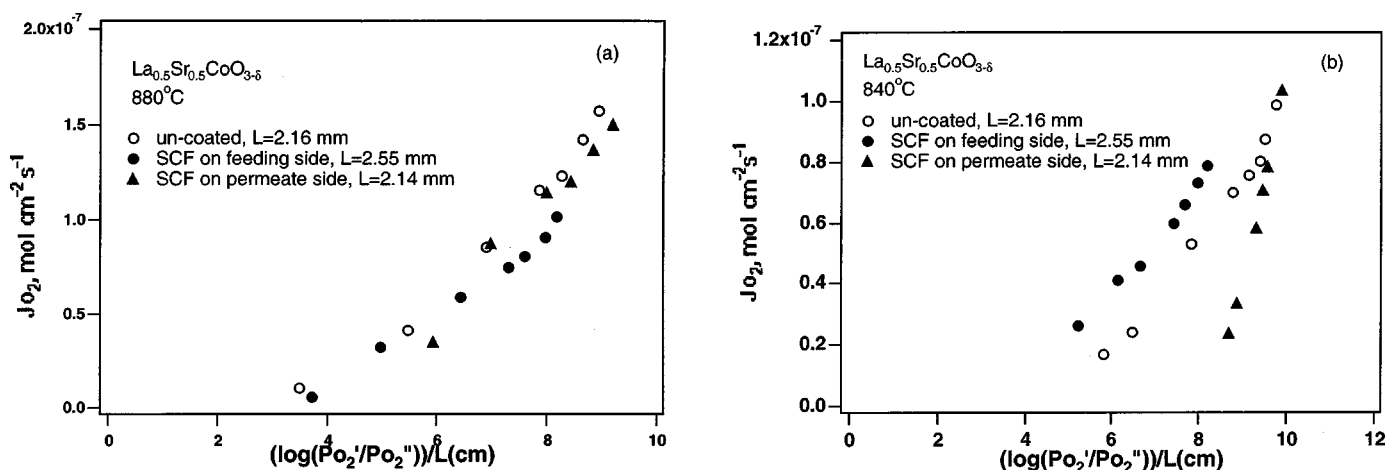 2.0x10⁻⁷
(a)
La₀.₅Sr₀.₅CoO₃₋δ
880°C
un-coated, L=2.16 mm
SCF on feeding side, L=2.55 mm
SCF on permeate side, L=2.14 mm
1.5
1.0
0.5
0.0
Jo₂, mol cm⁻²s⁻¹
0 2 4 6 8 10
(log(Po₂'/Po₂"))/L(cm)
1.2x10⁻⁷
(b)
La₀.₅Sr₀.₅CoO₃₋δ
840°C
un-coated, L=2.16 mm
SCF on feeding side, L=2.55 mm
SCF on permeate side, L=2.14 mm
1.0
0.8
0.6
0.4
0.2
0.0
Jo₂, mol cm⁻²s⁻¹
0 2 4 6 8 10 12
(log(Po₂'/Po₂"))/L(cm)